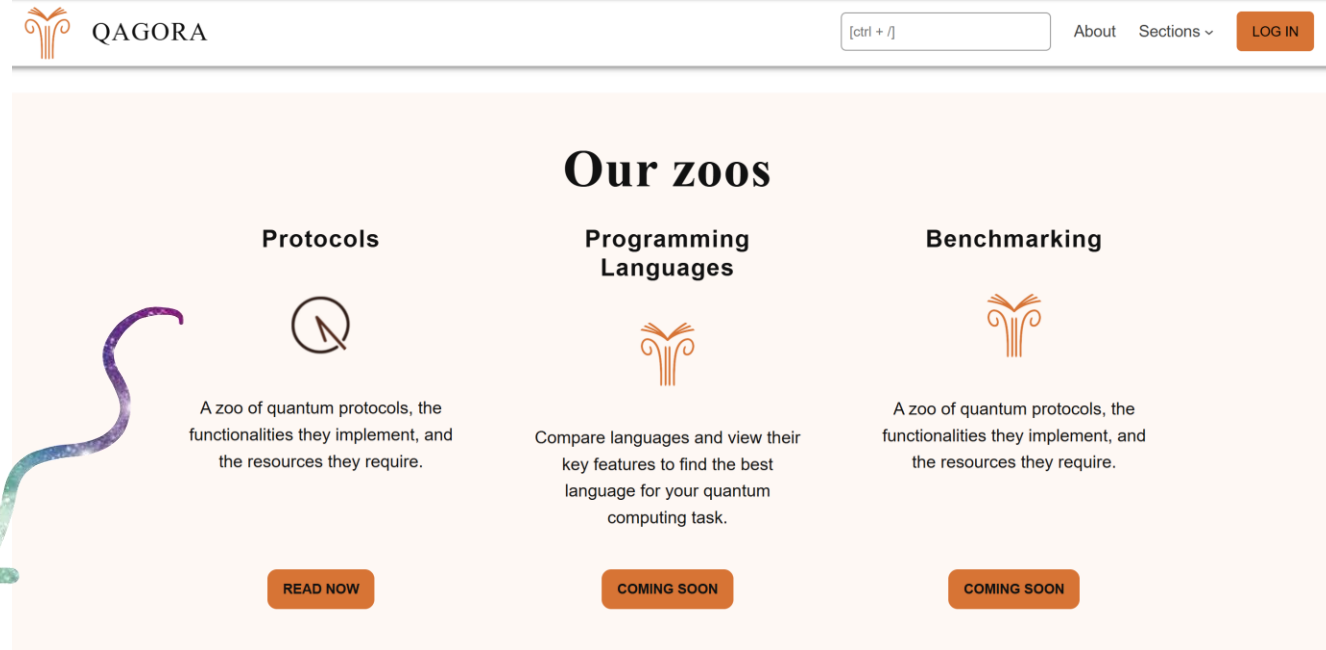 QAGORA
[ctrl + /]
About
Sections
LOG IN
Our zoos
Protocols
A zoo of quantum protocols, the
functionalities they implement, and
the resources they require.
READ NOW
Programming
Languages
Compare languages and view their
key features to find the best
language for your quantum
computing task.
COMING SOON
Benchmarking
A zoo of quantum protocols, the
functionalities they implement, and
the resources they require.
COMING SOON